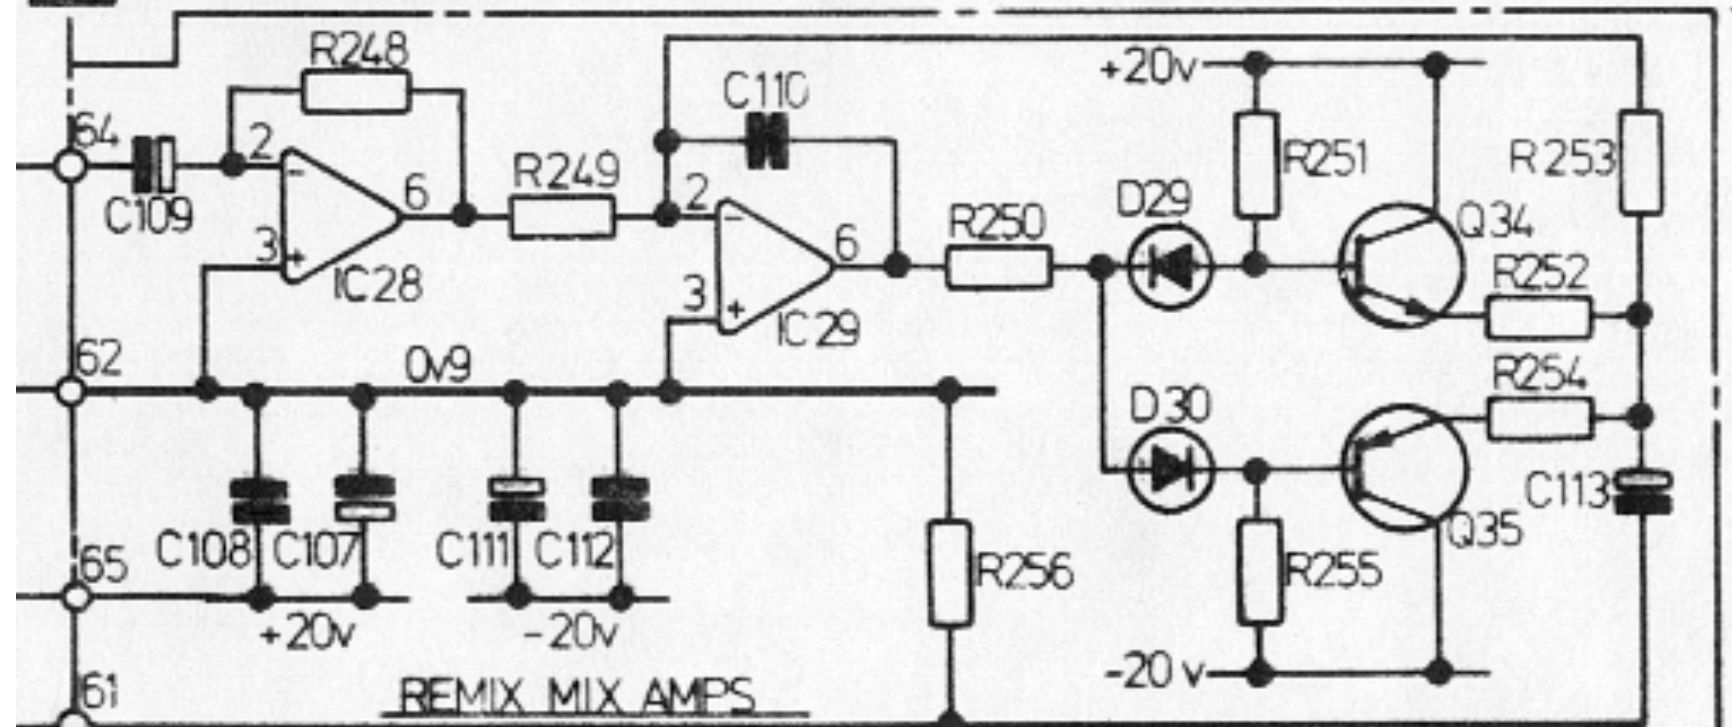 R248
+20v
C110
64
2
R249
R251
R253
-
6
2
D29
C109
-
R250
Q34
3
+
IC28
6
R252
3
+
IC29
62
0v9
R254
D30
C113
Q35
C108
C107
C111
C112
65
R256
R255
+20v
-20v
-20v
61
REMIX MIX AMPS